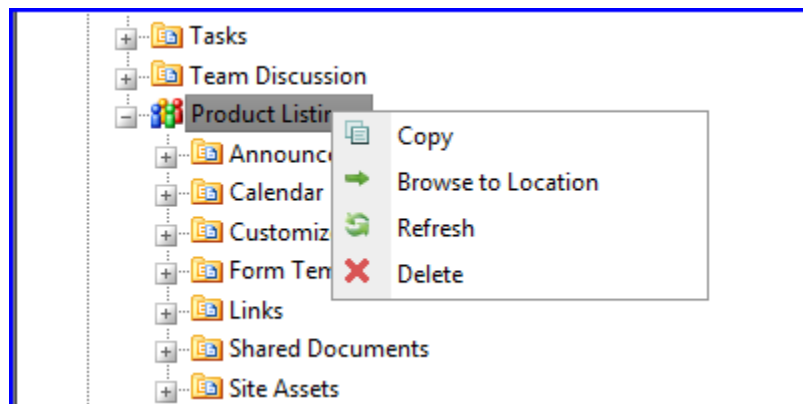 Tasks
Team Discussion
Product Listin
Copy
Announc
Browse to Location
Calendar
Customiz
Refresh
Form Tem
Delete
Links
Shared Documents
Site Assets